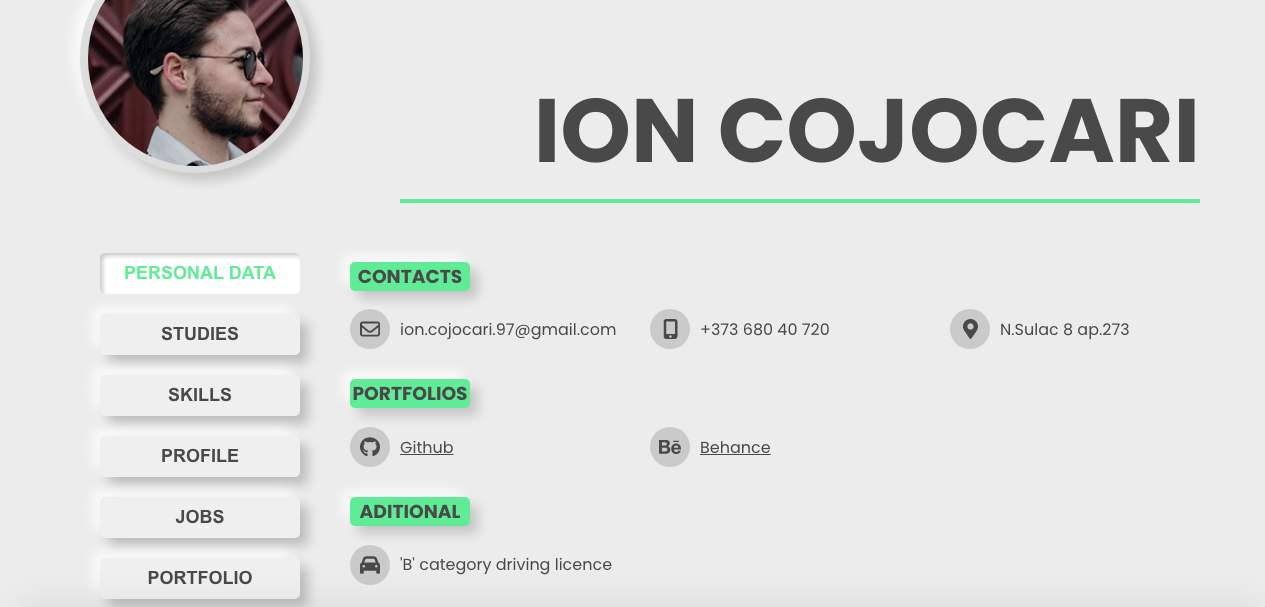 ION COJOCARI
PERSONAL DATA
STUDIES
SKILLS
PROFILE
JOBS
PORTFOLIO
CONTACTS
ion.cojocari.97@gmail.com
+373 680 40 720
N.Sulac 8 ap.273
PORTFOLIOS
Github
Bē Behance
ADITIONAL
'B' category driving licence